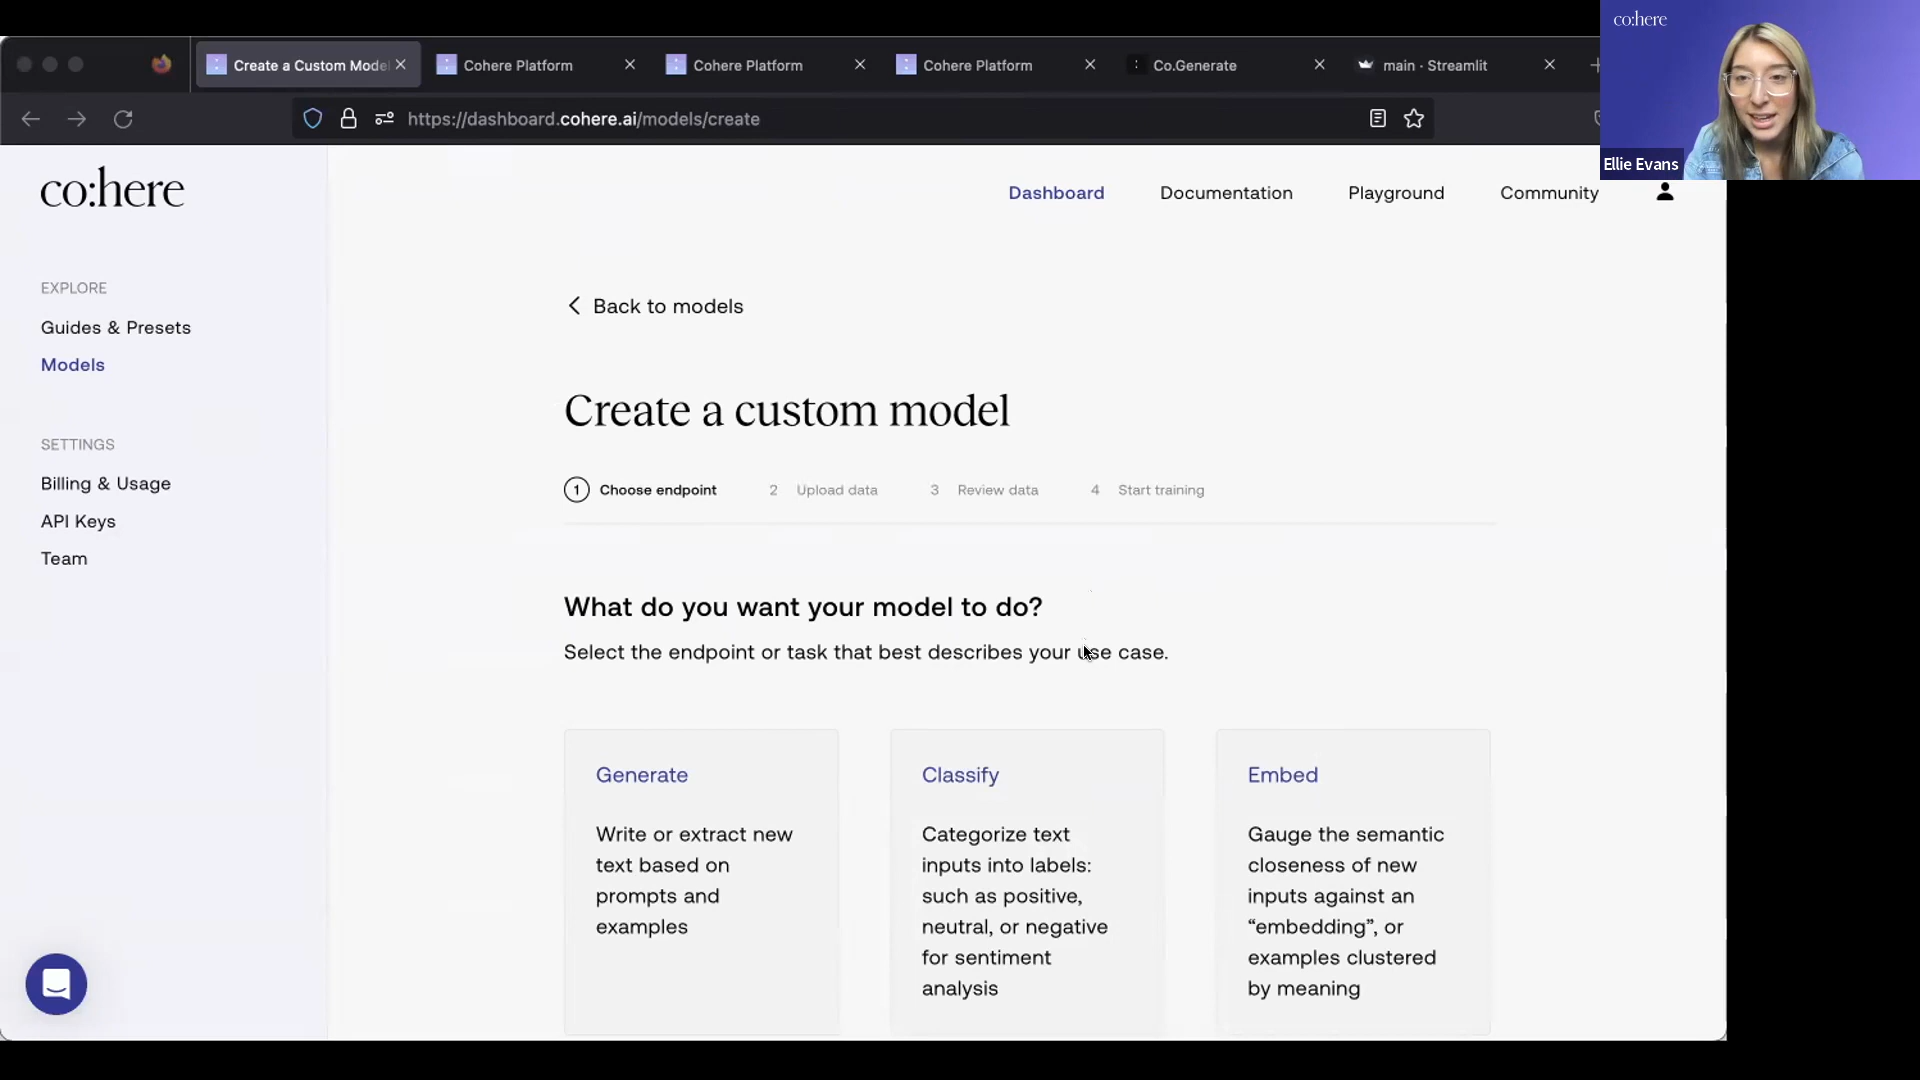 co:here
Ellie Evans
Create a Custom Mode
Cohere Platform
Cohere Platform
Cohere Platform
Co.Generate
main · Streamlit
https://dashboard.cohere.ai/models/create
co:here
Dashboard
Documentation
Playground
Community
EXPLORE
Guides & Presets
Models
SETTINGS
Billing & Usage
API Keys
Team
Back to models
Create a custom model
1 Choose endpoint
2 Upload data
3 Review data
4 Start training
What do you want your model to do?
Select the endpoint or task that best describes your use case.
Generate
Write or extract new
text based on
prompts and
examples
Classify
Categorize text
inputs into labels:
such as positive,
neutral, or negative
for sentiment
analysis
Embed
Gauge the semantic
closeness of new
inputs against an
“embedding”, or
examples clustered
by meaning